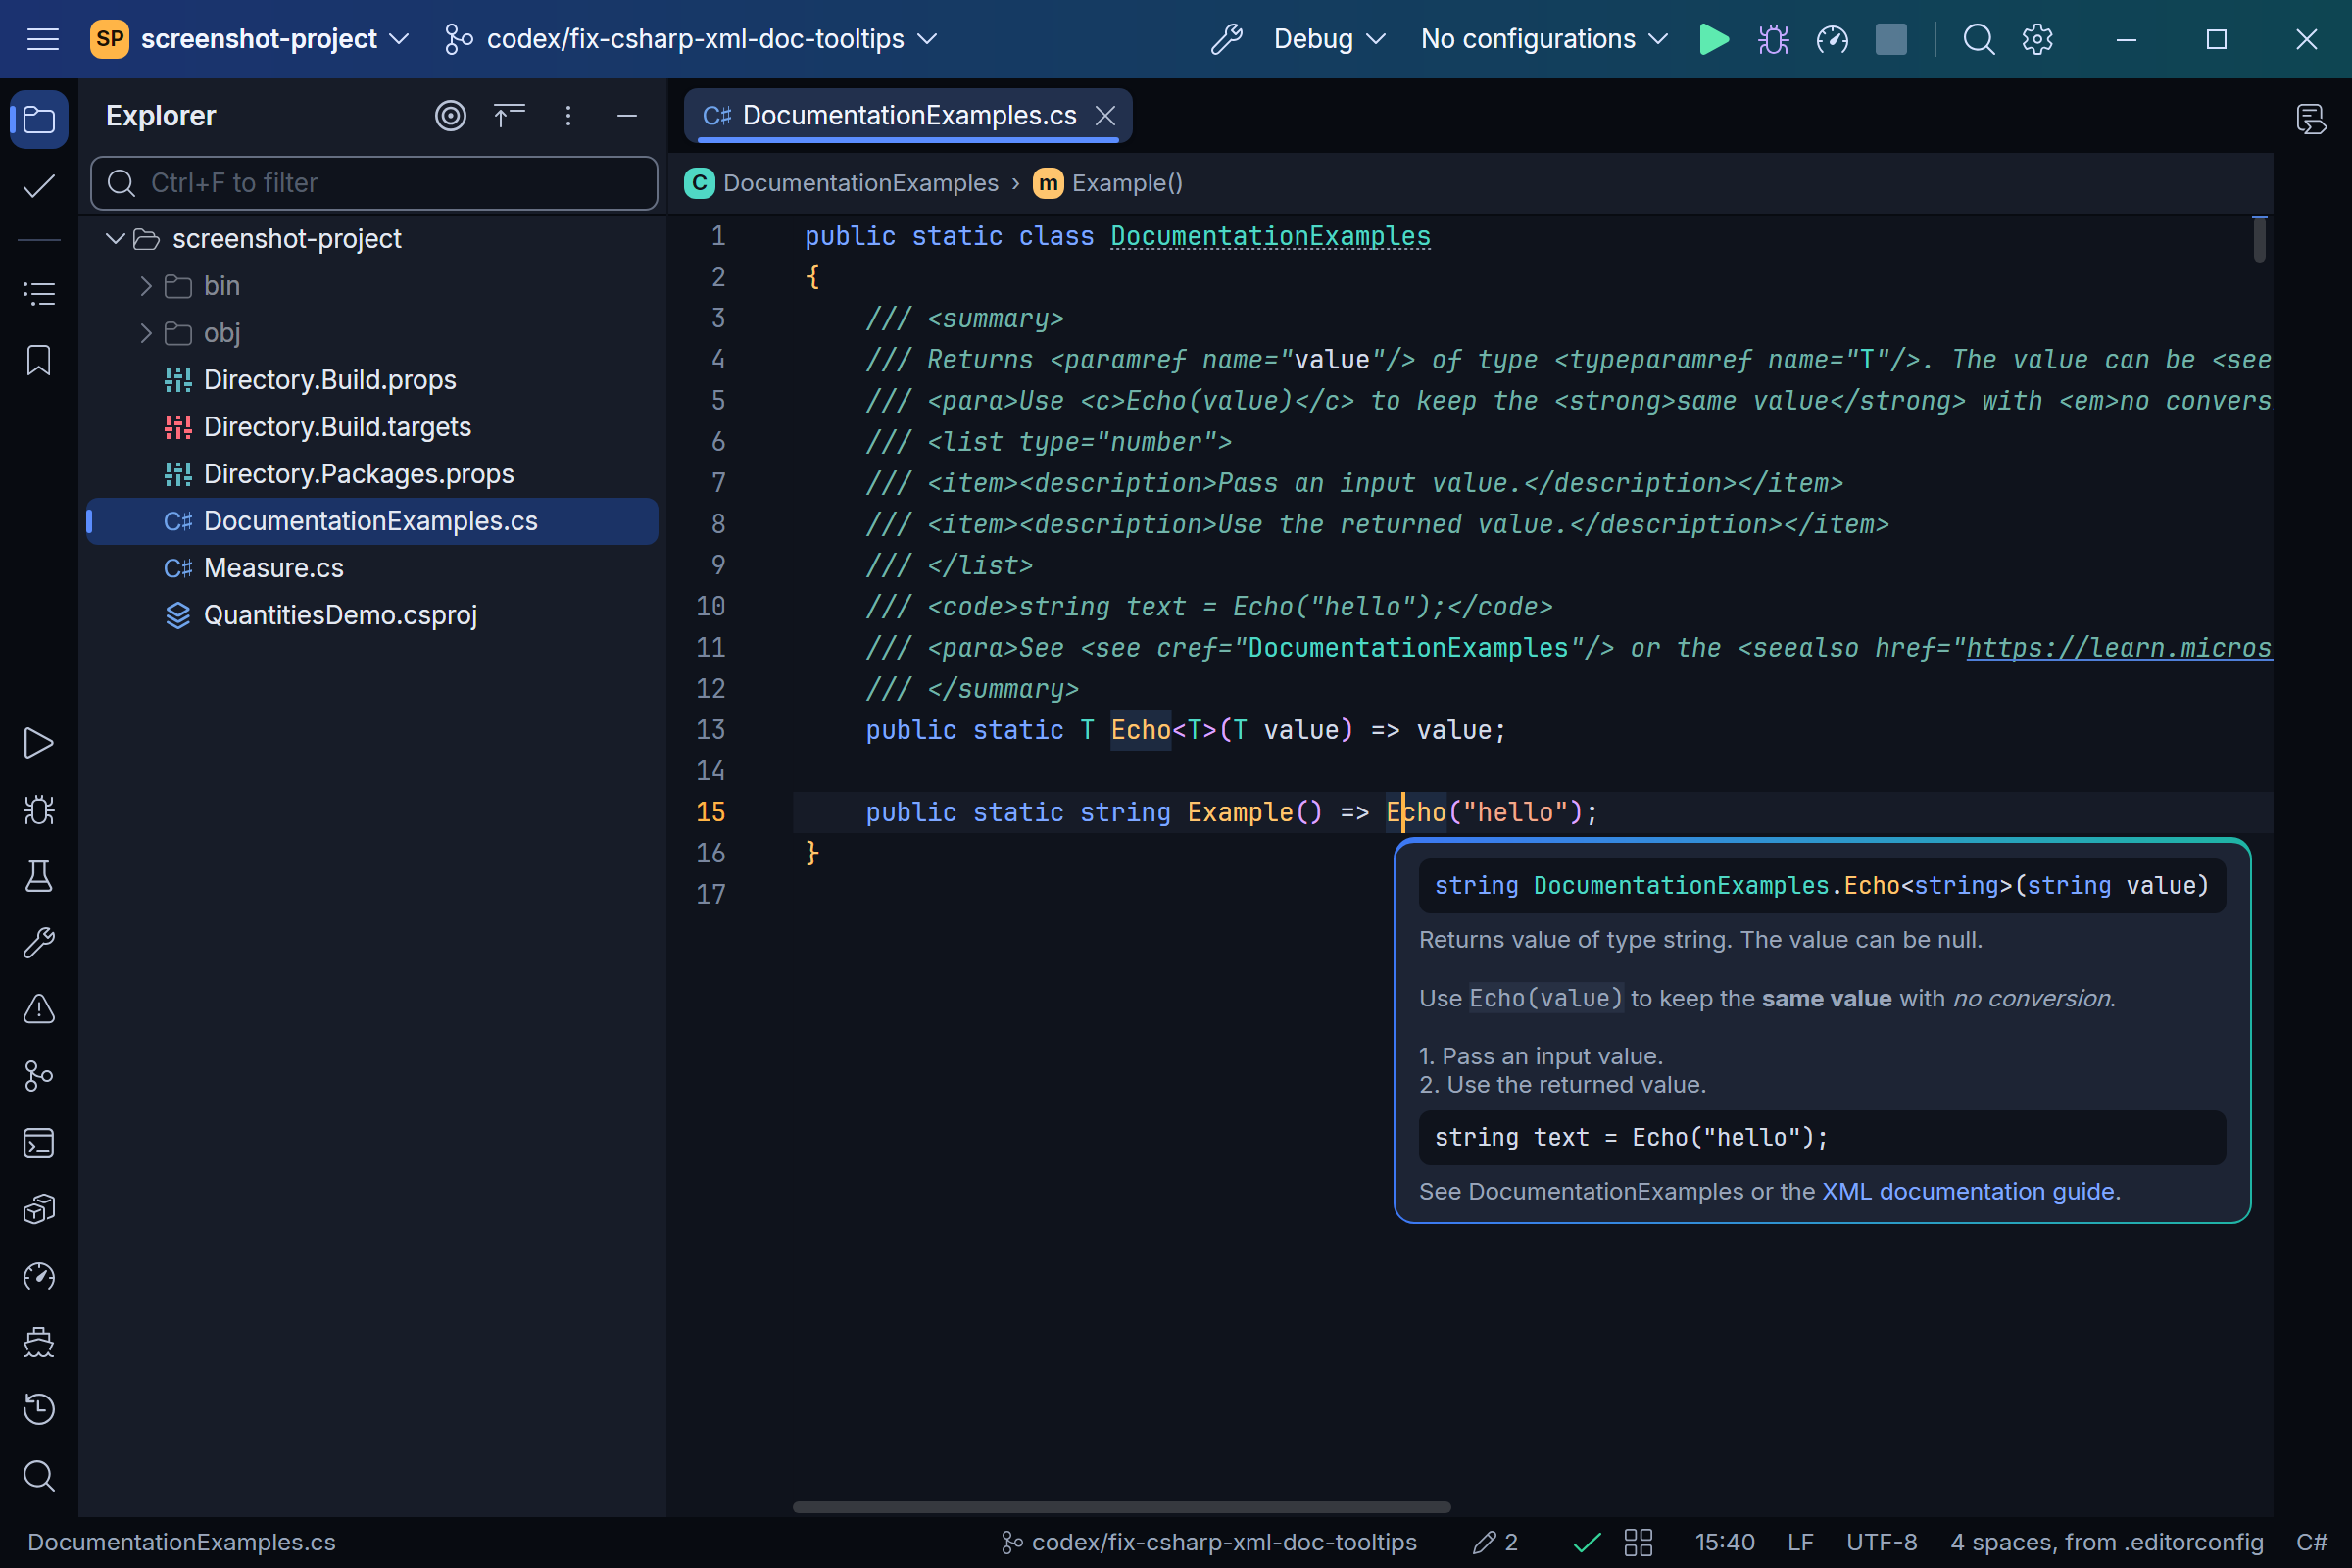 SP screenshot-project codex/fix-csharp-xml-doc-tooltips Debug No configurations
Explorer
Ctrl+F to filter
screenshot-project
bin
obj
Directory.Build.props
Directory.Build.targets
Directory.Packages.props
C# DocumentationExamples.cs
C# Measure.cs
QuantitiesDemo.csproj
C# DocumentationExamples.cs
C DocumentationExamples › m Example()
1 public static class DocumentationExamples
2 {
3 /// <summary>
4 /// Returns <paramref name="value"/> of type <typeparamref name="T"/>. The value can be <see
5 /// <para>Use <c>Echo(value)</c> to keep the <strong>same value</strong> with <em>no convers
6 /// <list type="number">
7 /// <item><description>Pass an input value.</description></item>
8 /// <item><description>Use the returned value.</description></item>
9 /// </list>
10 /// <code>string text = Echo("hello");</code>
11 /// <para>See <see cref="DocumentationExamples"/> or the <seealso href="https://learn.micros
12 /// </summary>
13 public static T Echo<T>(T value) => value;
14
15 public static string Example() => Echo("hello");
16 }
17
string DocumentationExamples.Echo<string>(string value)
Returns value of type string. The value can be null.
Use Echo(value) to keep the same value with no conversion.
1. Pass an input value.
2. Use the returned value.
string text = Echo("hello");
See DocumentationExamples or the XML documentation guide.
DocumentationExamples.cs codex/fix-csharp-xml-doc-tooltips 2 15:40 LF UTF-8 4 spaces, from .editorconfig C#